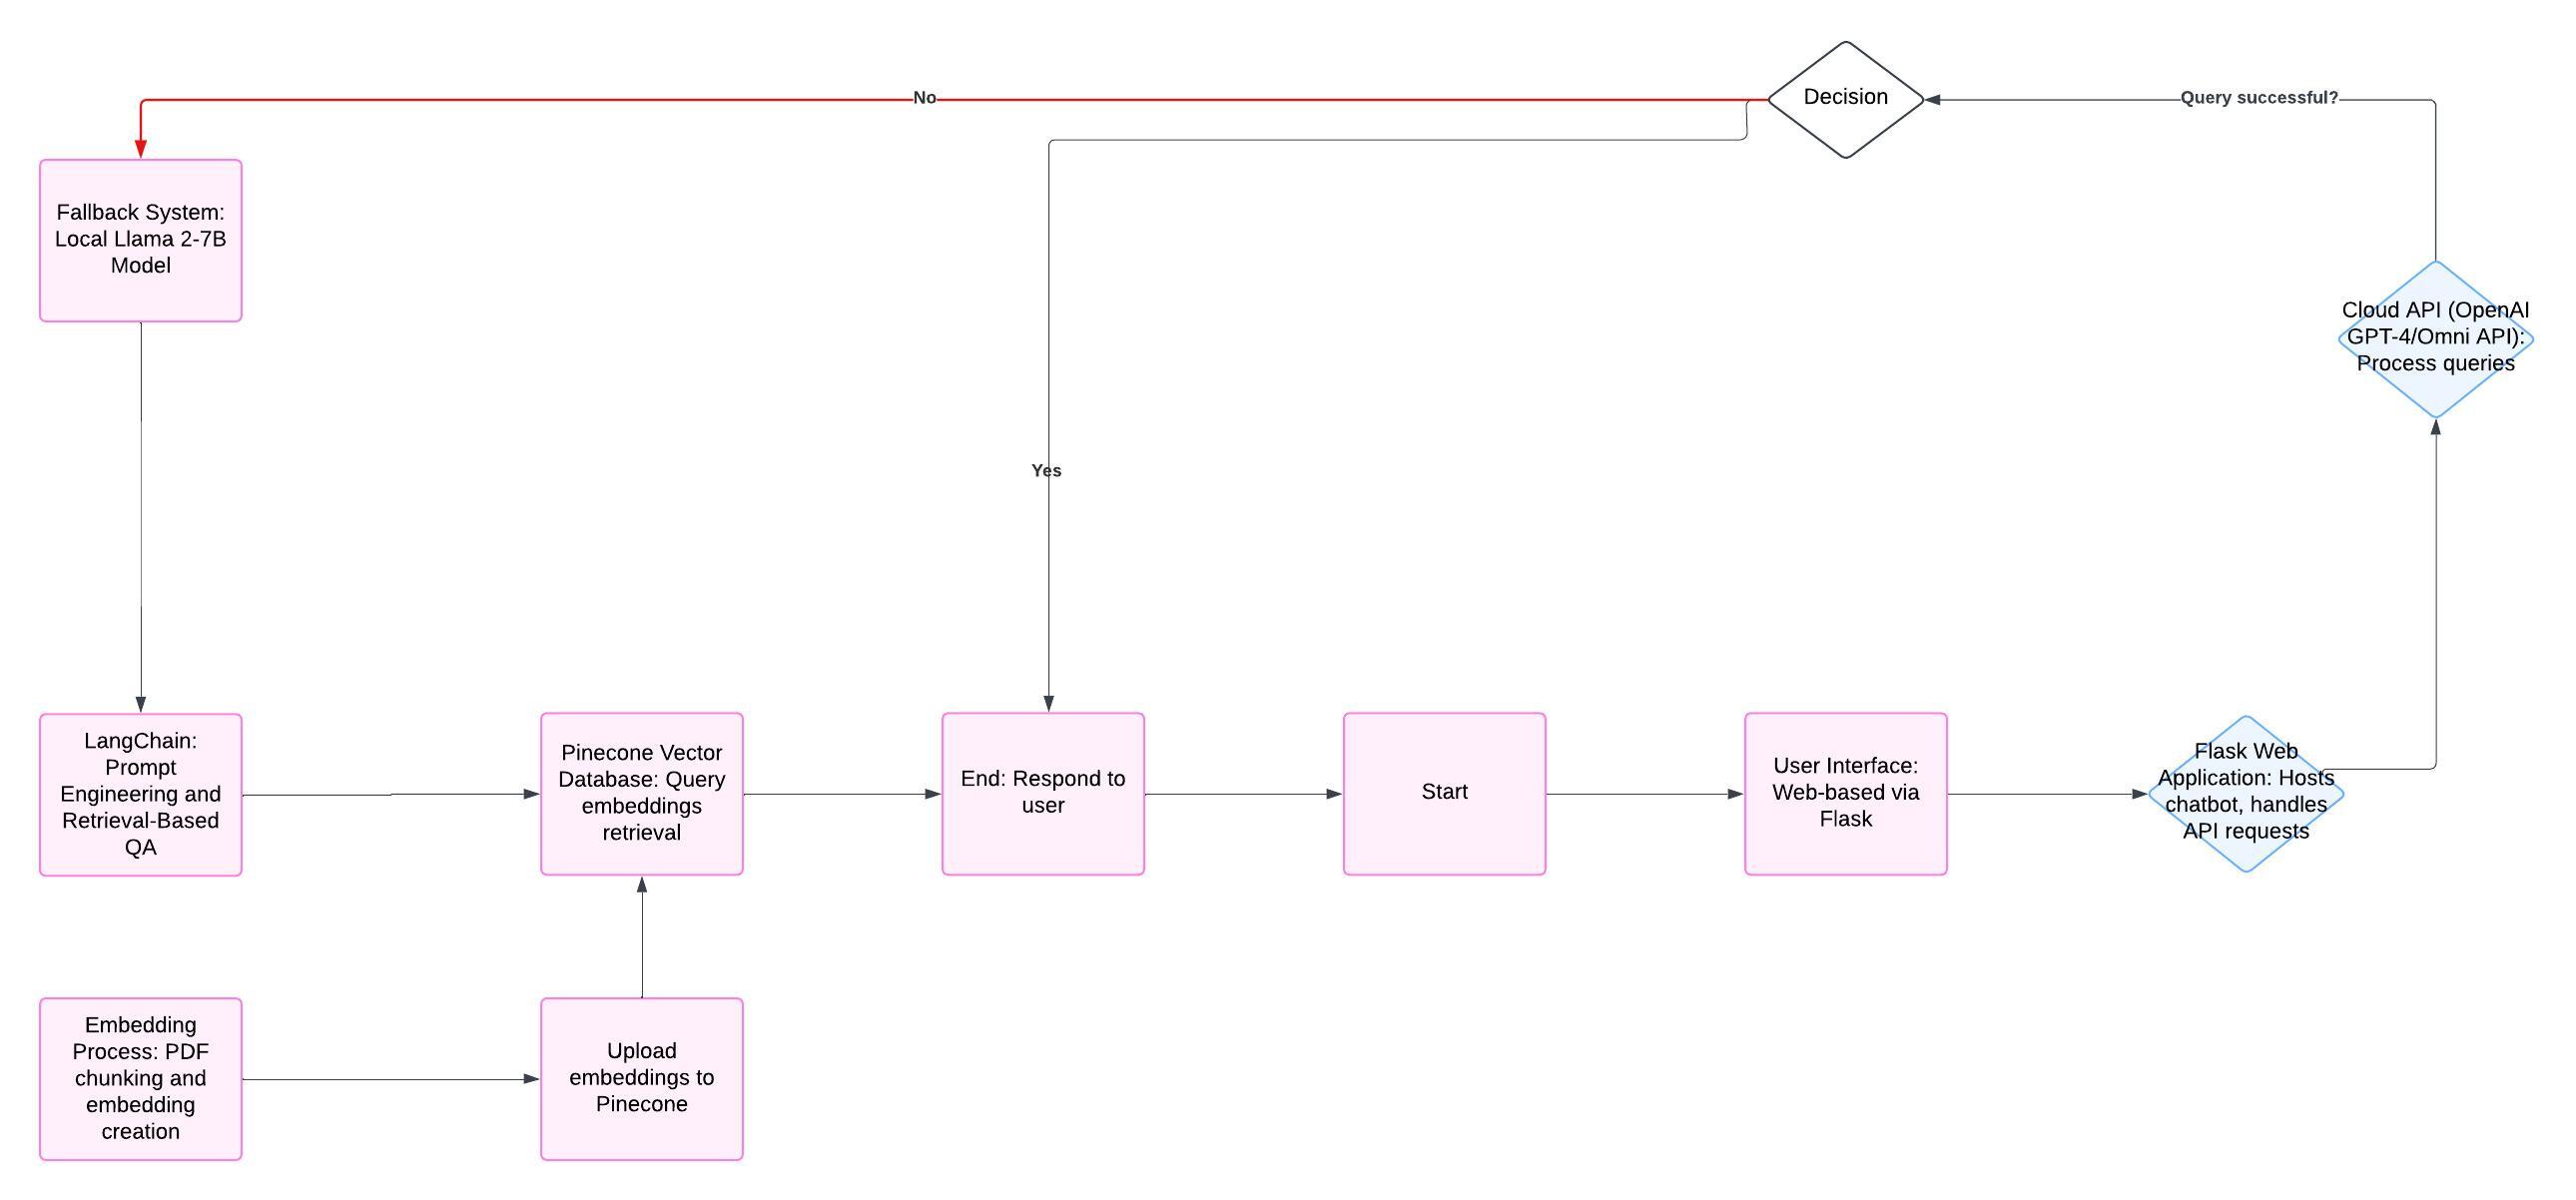 Decision
Query successful?
No
Fallback System:
Local Llama 2-7B
Model
Cloud API (OpenAI
GPT-4/Omni API):
Process queries
Yes
LangChain:
Prompt
Engineering and
Retrieval-Based
QA
Pinecone Vector
Database: Query
embeddings
retrieval
End: Respond to
user
Start
User Interface:
Web-based via
Flask
Flask Web
Application: Hosts
chatbot, handles
API requests
Embedding
Process: PDF
chunking and
embedding
creation
Upload
embeddings to
Pinecone